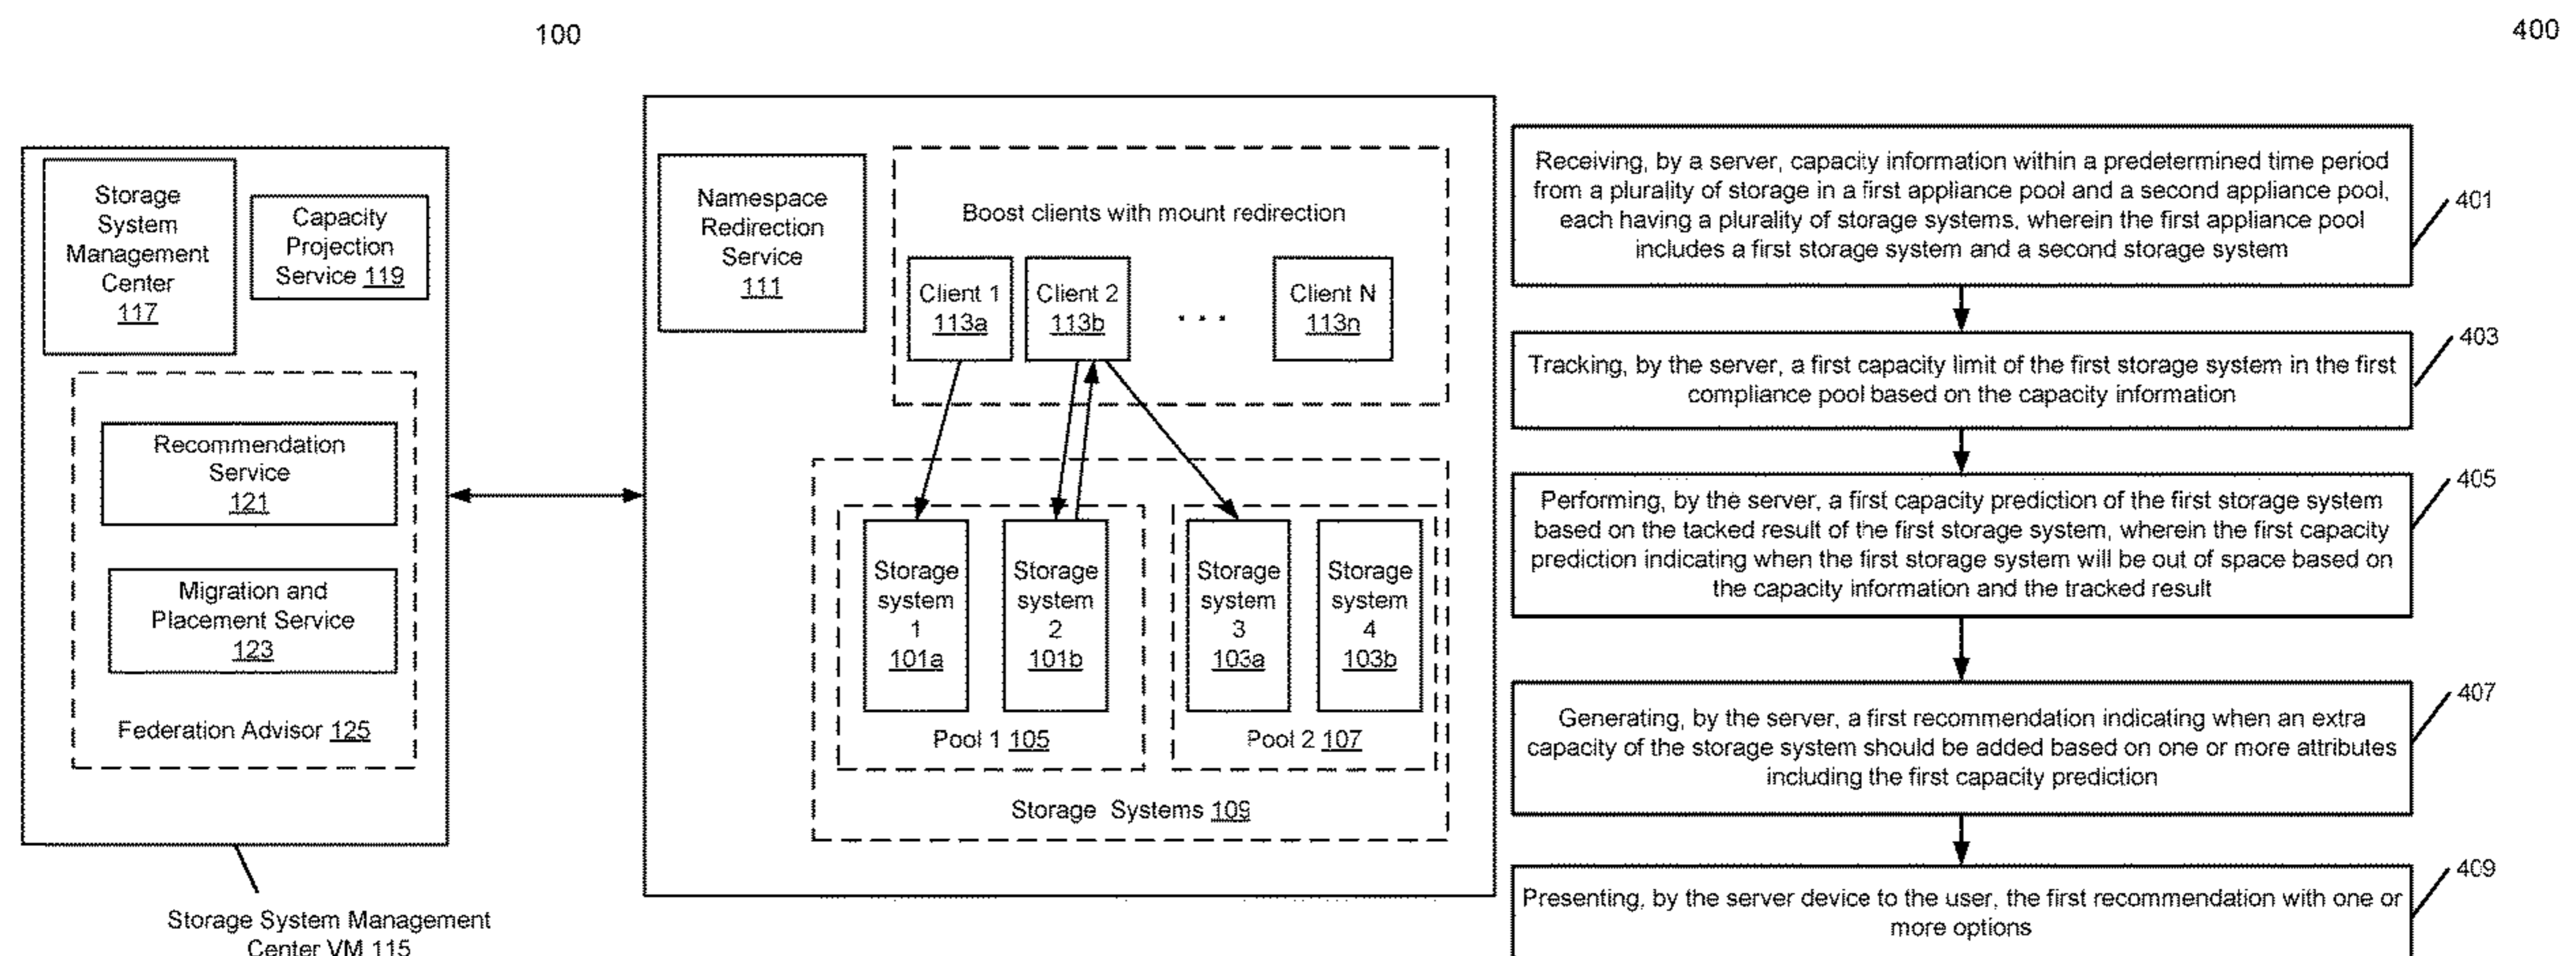 100
400
Storage
System
Management
Center
117
Capacity
Projection
Service 119
Recommendation
Service
121
Migration and
Placement Service
123
Federation Advisor 125
Storage System Management
Center VM 115
Namespace
Redirection
Service
111
Boost clients with mount redirection
Client 1
113a
Client 2
113b
. . .
Client N
113n
Storage
system
1
101a
Storage
system
2
101b
Storage
system
3
103a
Storage
system
4
103b
Pool 1 105
Pool 2 107
Storage Systems 109
Receiving, by a server, capacity information within a predetermined time period
from a plurality of storage in a first appliance pool and a second appliance pool,
each having a plurality of storage systems, wherein the first appliance pool
includes a first storage system and a second storage system
401
Tracking, by the server, a first capacity limit of the first storage system in the first
compliance pool based on the capacity information
403
Performing, by the server, a first capacity prediction of the first storage system
based on the tacked result of the first storage system, wherein the first capacity
prediction indicating when the first storage system will be out of space based on
the capacity information and the tracked result
405
Generating, by the server, a first recommendation indicating when an extra
capacity of the storage system should be added based on one or more attributes
including the first capacity prediction
407
Presenting, by the server device to the user, the first recommendation with one or
more options
409